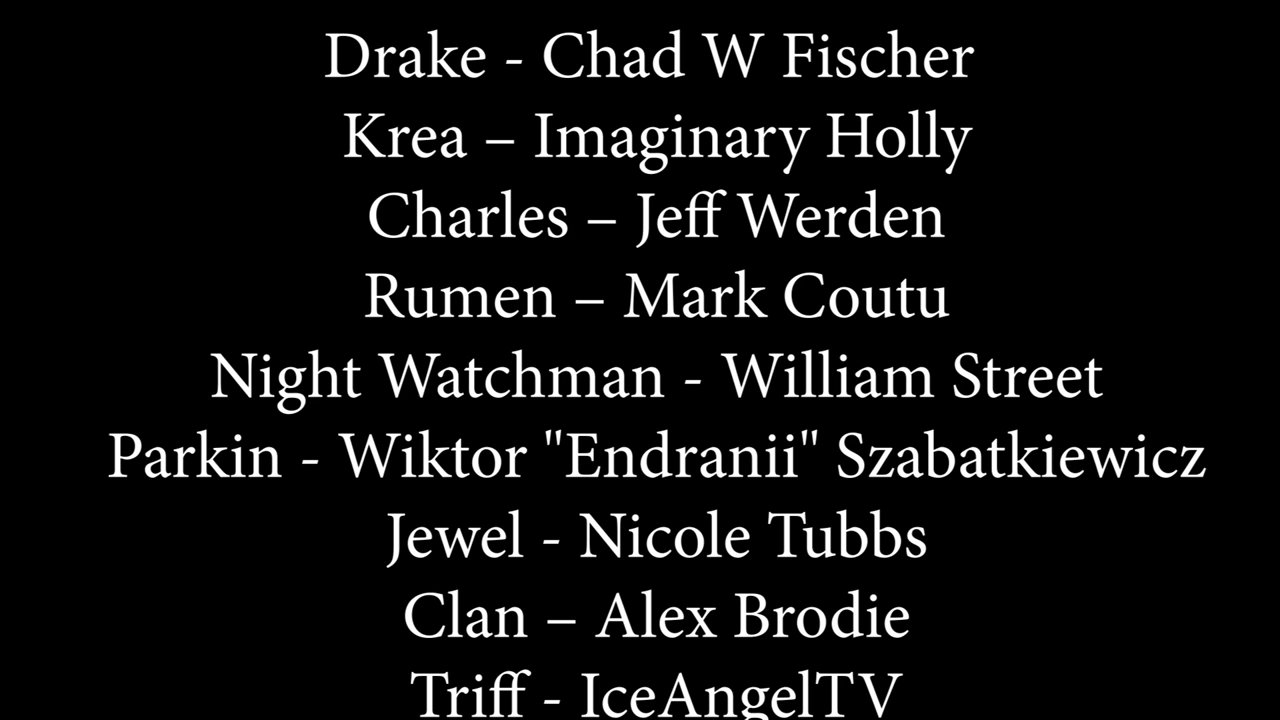 Drake - Chad W Fischer
Krea – Imaginary Holly
Charles – Jeff Werden
Rumen – Mark Coutu
Night Watchman - William Street
Parkin - Wiktor "Endranii" Szabatkiewicz
Jewel - Nicole Tubbs
Clan – Alex Brodie
Triff - IceAngelTV